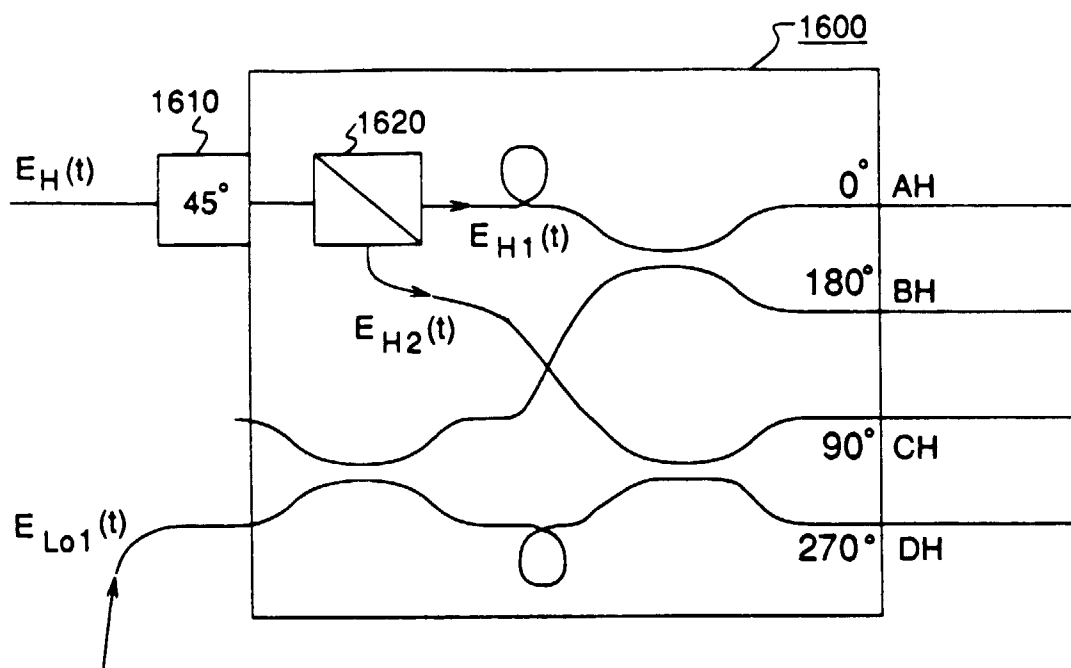 1600
1610
1620
E_H(t)
45°
0° AH
E_H1(t)
180° BH
E_H2(t)
90° CH
E_Lo1(t)
270° DH